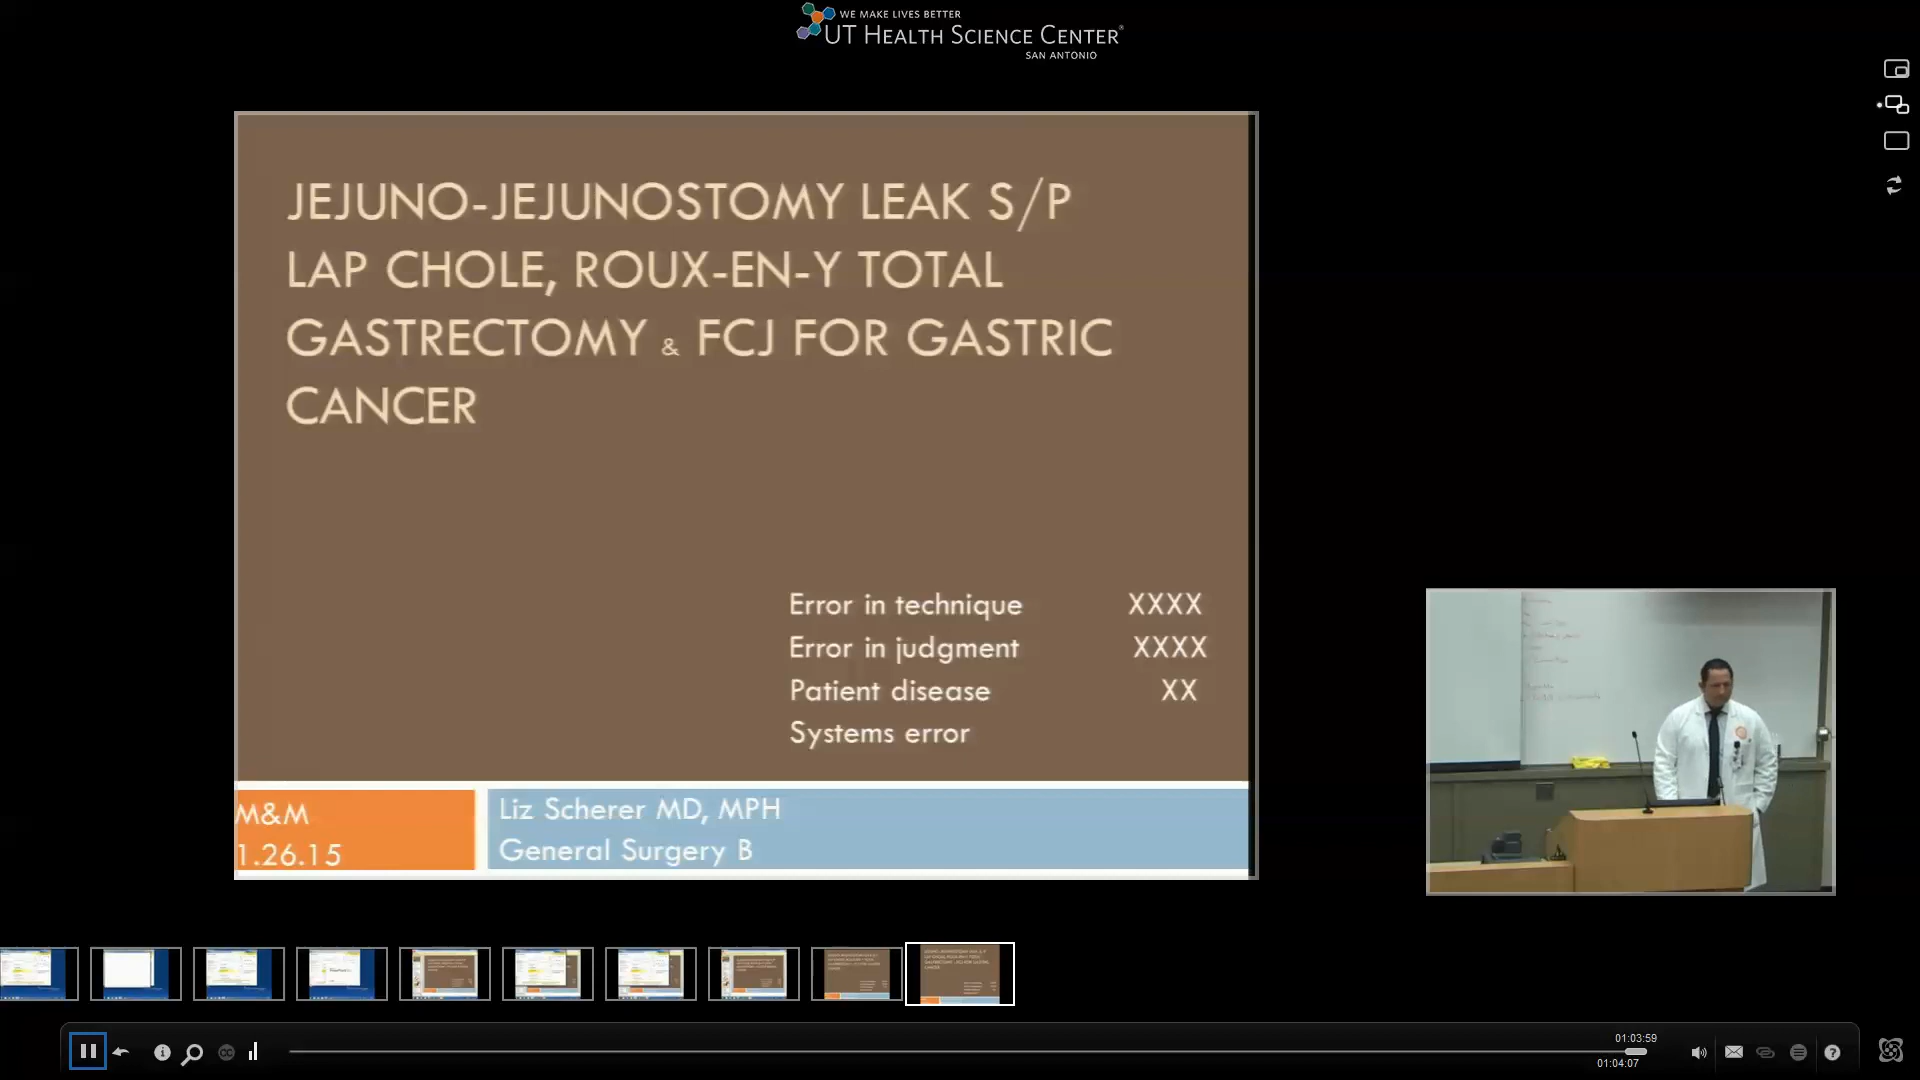 WE MAKE LIVES BETTER
UT HEALTH SCIENCE CENTER®
SAN ANTONIO
JEJUNO-JEJUNOSTOMY LEAK S/P
LAP CHOLE, ROUX-EN-Y TOTAL
GASTRECTOMY & FCJ FOR GASTRIC
CANCER
Error in technique XXXX
Error in judgment XXXX
Patient disease XX
Systems error
M&M
1.26.15
Liz Scherer MD, MPH
General Surgery B
01:03:59
01:04:07